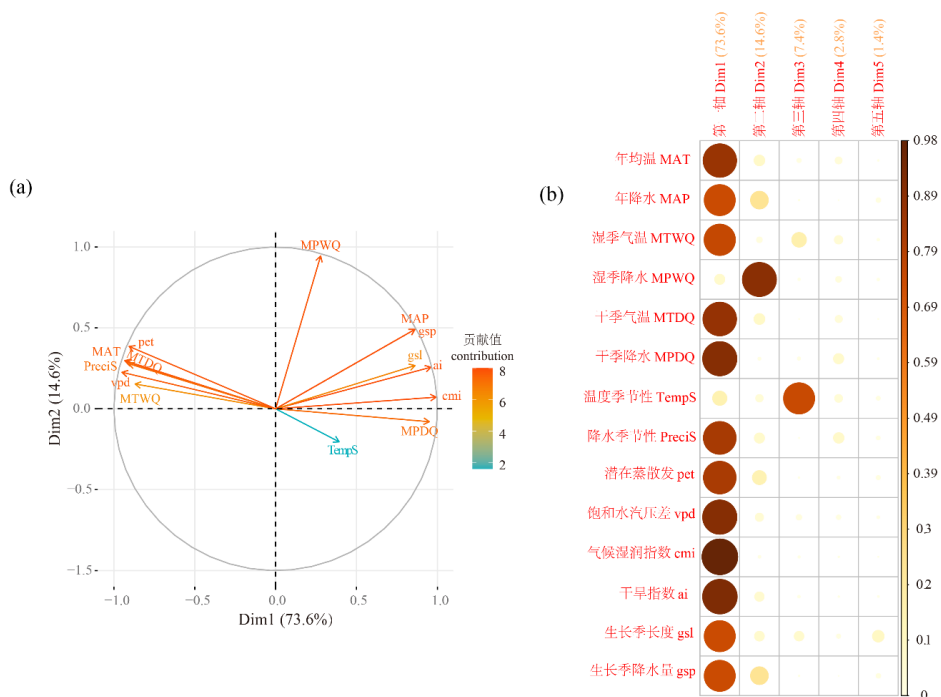 (a)
1.0
0.5
0.0
−0.5
−1.5
−1.0
−0.5
0.0
0.5
1.0
Dim2 (14.6%)
Dim1 (73.6%)
MPWQ
MAP
gsp
gsl
ai
cmi
MPDQ
TempS
pet
MAT
MTDQ
PreciS
vpd
MTWQ
贡献值
contribution
8
6
4
2
(b)
第一轴 Dim1 (73.6%)
第二轴 Dim2 (14.6%)
第三轴 Dim3 (7.4%)
第四轴 Dim4 (2.8%)
第五轴 Dim5 (1.4%)
年均温 MAT
年降水 MAP
湿季气温 MTWQ
湿季降水 MPWQ
干季气温 MTDQ
干季降水 MPDQ
温度季节性 TempS
降水季节性 PreciS
潜在蒸散发 pet
饱和水汽压差 vpd
气候湿润指数 cmi
干旱指数 ai
生长季长度 gsl
生长季降水量 gsp
0.98
0.89
0.79
0.69
0.59
0.49
0.39
0.3
0.2
0.1
0